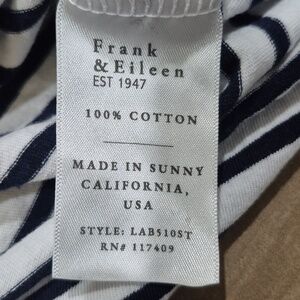 Frank
& Eileen
EST 1947
100% COTTON
MADE IN SUNNY
CALIFORNIA,
USA
STYLE: LAB510ST
RN# 117409